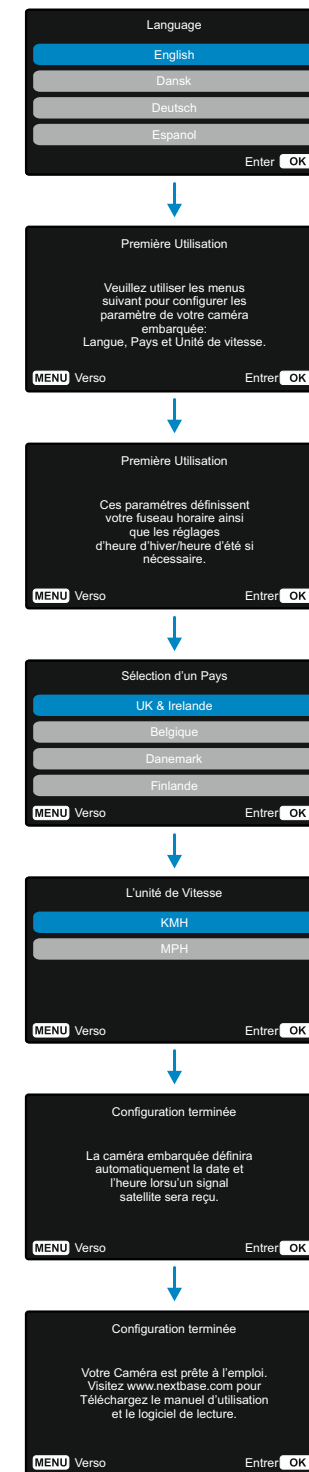 Language
English
Dansk
Deutsch
Espanol
Enter OK
Première Utilisation
Veuillez utiliser les menus
suivant pour configurer les
paramètre de votre caméra
embarquée:
Langue, Pays et Unité de vitesse.
MENU Verso Entrer OK
Première Utilisation
Ces paramétres définissent
votre fuseau horaire ainsi
que les réglages
d'heure d'hiver/heure d'été si
nécessaire.
MENU Verso Entrer OK
Sélection d'un Pays
UK & Irelande
Belgique
Danemark
Finlande
MENU Verso Entrer OK
L'unité de Vitesse
KMH
MPH
MENU Verso Entrer OK
Configuration terminée
La caméra embarquée définira
automatiquement la date et
l'heure lorsu'un signal
satellite sera reçu.
MENU Verso Entrer OK
Configuration terminée
Votre Caméra est prête à l'emploi.
Visitez www.nextbase.com pour
Téléchargez le manuel d'utilisation
et le logiciel de lecture.
MENU Verso Entrer OK